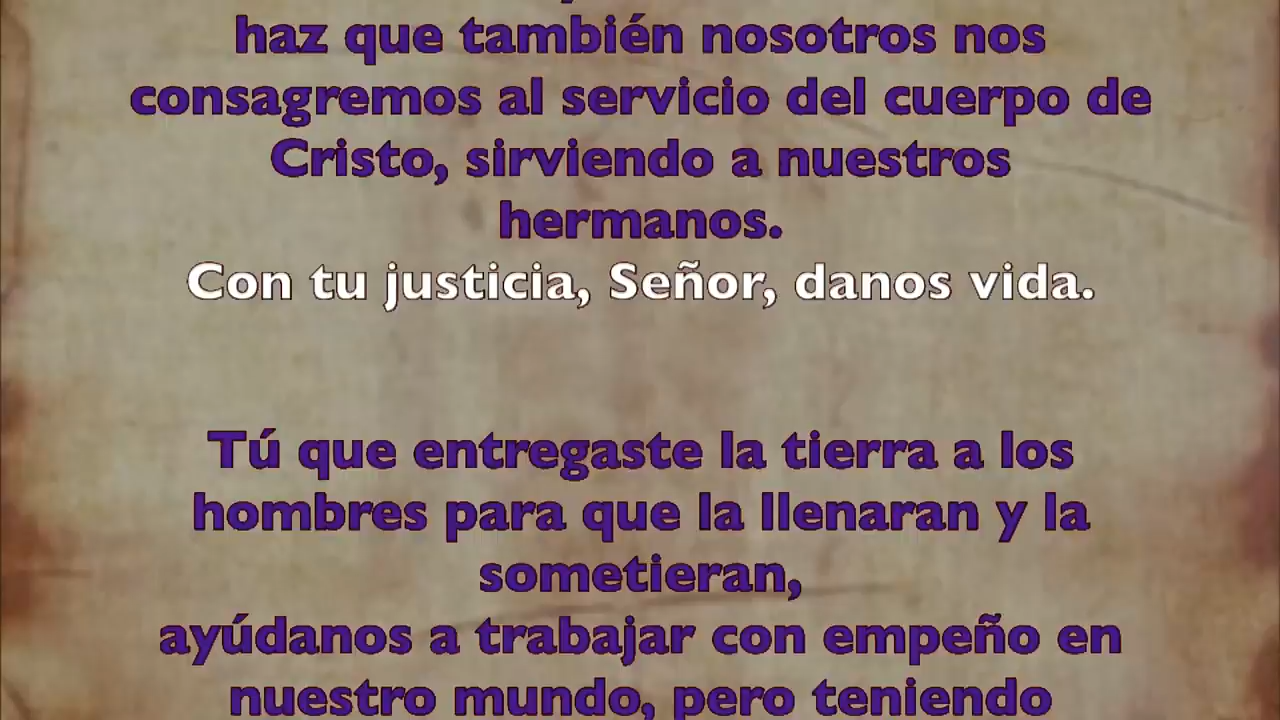 haz que también nosotros nos
consagremos al servicio del cuerpo de
Cristo, sirviendo a nuestros
hermanos.
Con tu justicia, Señor, danos vida.
Tú que entregaste la tierra a los
hombres para que la llenaran y la
sometieran,
ayúdanos a trabajar con empeño en
nuestro mundo, pero teniendo